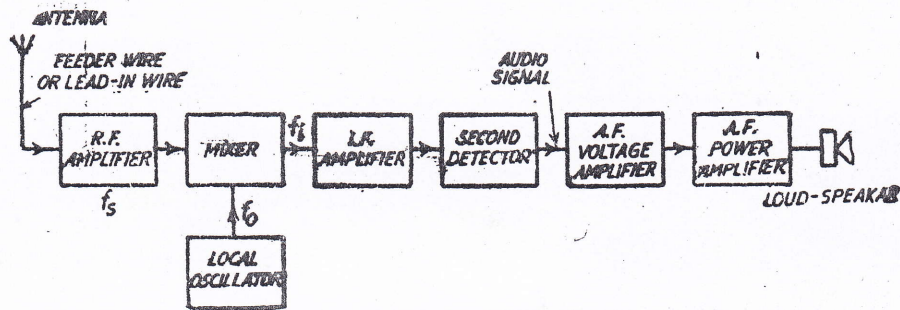 ANTENNA
FEEDER WIRE
OR LEAD-IN WIRE
R.F.
AMPLIFIER
fs
MIXER
fi
fo
LOCAL
OSCILLATOR
I.F.
AMPLIFIER
SECOND
DETECTOR
AUDIO
SIGNAL
A.F.
VOLTAGE
AMPLIFIER
A.F.
POWER
AMPLIFIER
LOUD-SPEAKAR